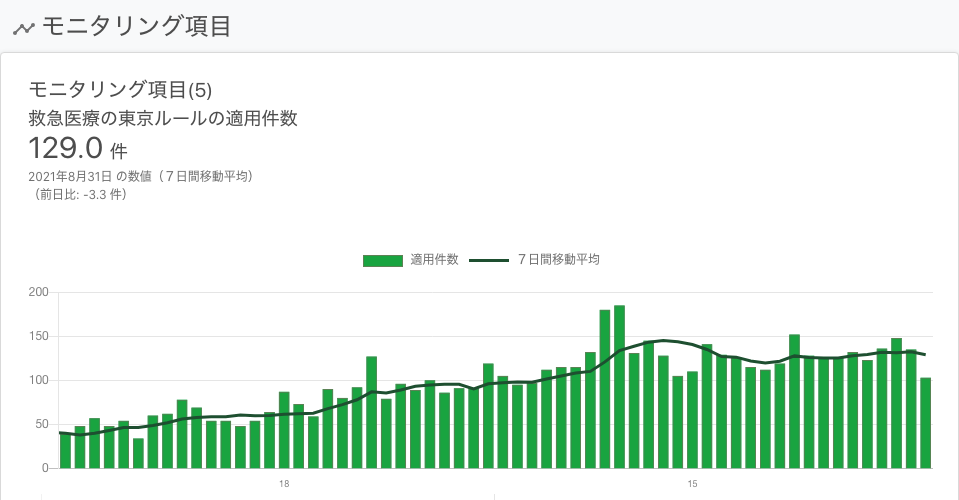 モニタリング項目
モニタリング項目(5)
救急医療の東京ルールの適用件数
129.0 件
2021年8月31日 の数値（７日間移動平均）
（前日比: -3.3 件）
適用件数 ７日間移動平均
200
150
100
50
0
18 15